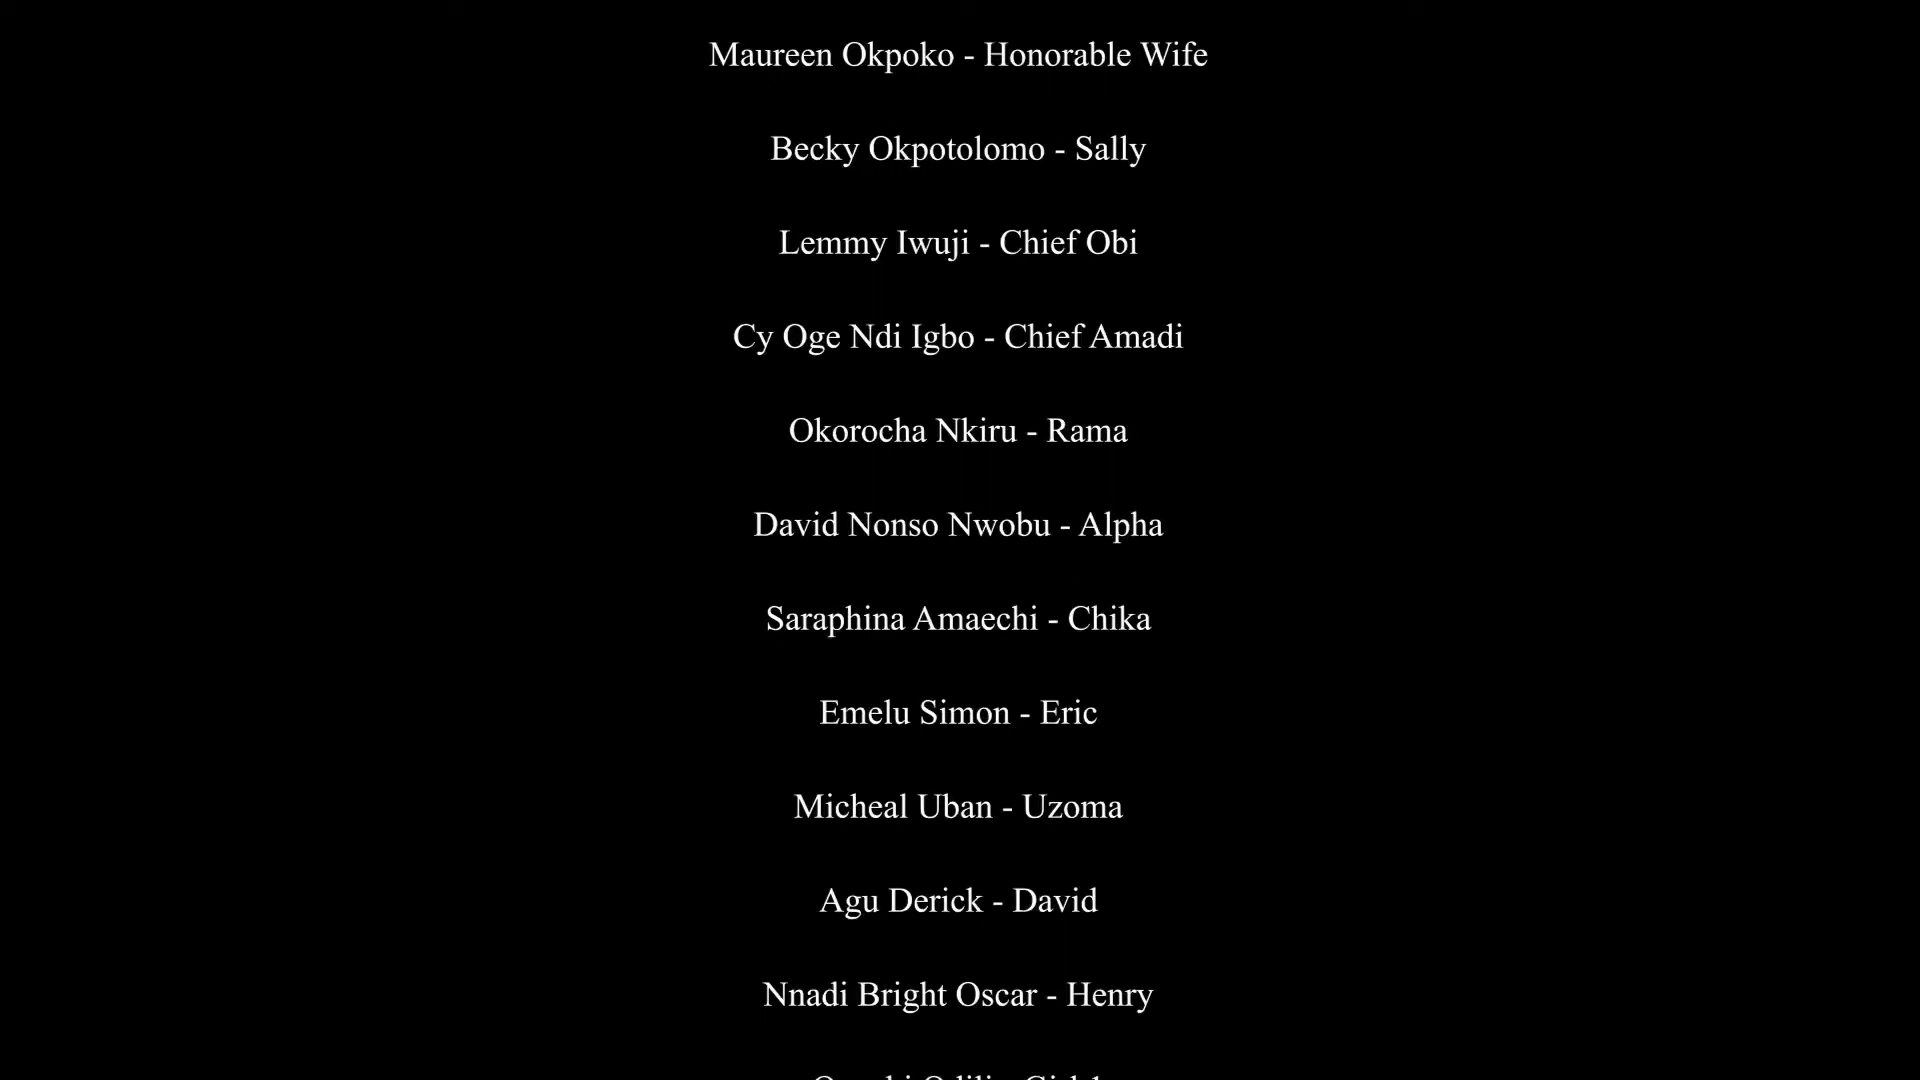 Maureen Okpoko - Honorable Wife
Becky Okpotolomo - Sally
Lemmy Iwuji - Chief Obi
Cy Oge Ndi Igbo - Chief Amadi
Okorocha Nkiru - Rama
David Nonso Nwobu - Alpha
Saraphina Amaechi - Chika
Emelu Simon - Eric
Micheal Uban - Uzoma
Agu Derick - David
Nnadi Bright Oscar - Henry